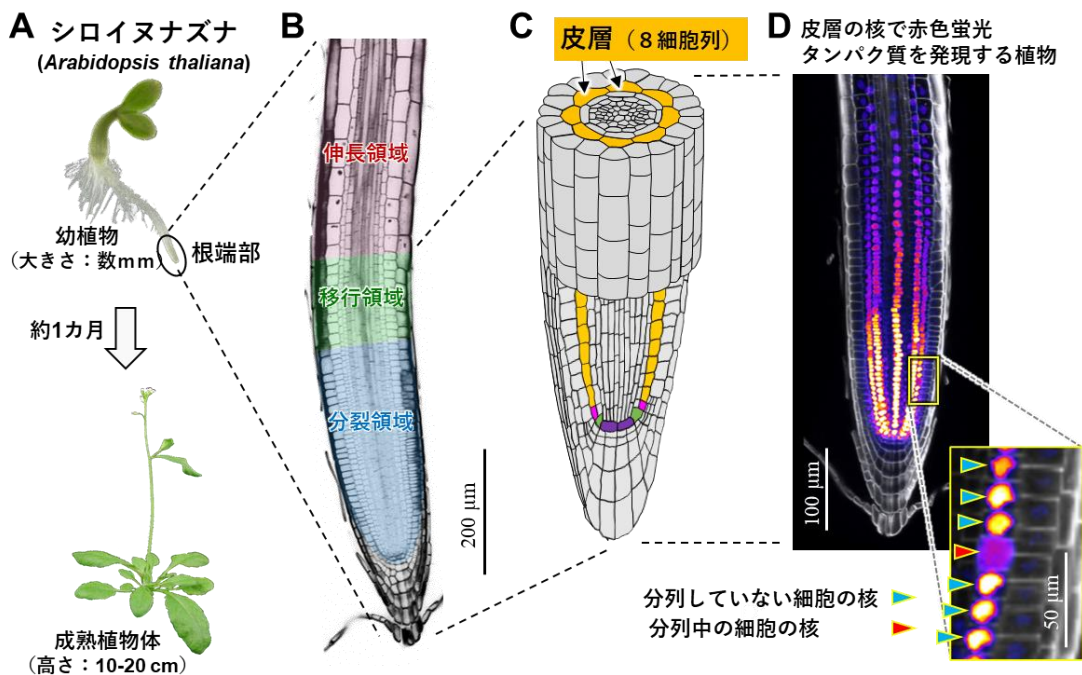 A シロイヌナズナ
(Arabidopsis thaliana)
幼植物
(大きさ：数mm)
根端部
約1カ月
成熟植物体
(高さ：10-20 cm)
B
伸長領域
移行領域
分裂領域
200 μm
C
皮層（８細胞列）
D 皮層の核で赤色蛍光
タンパク質を発現する植物
100 μm
50 μm
分列していない細胞の核
分列中の細胞の核